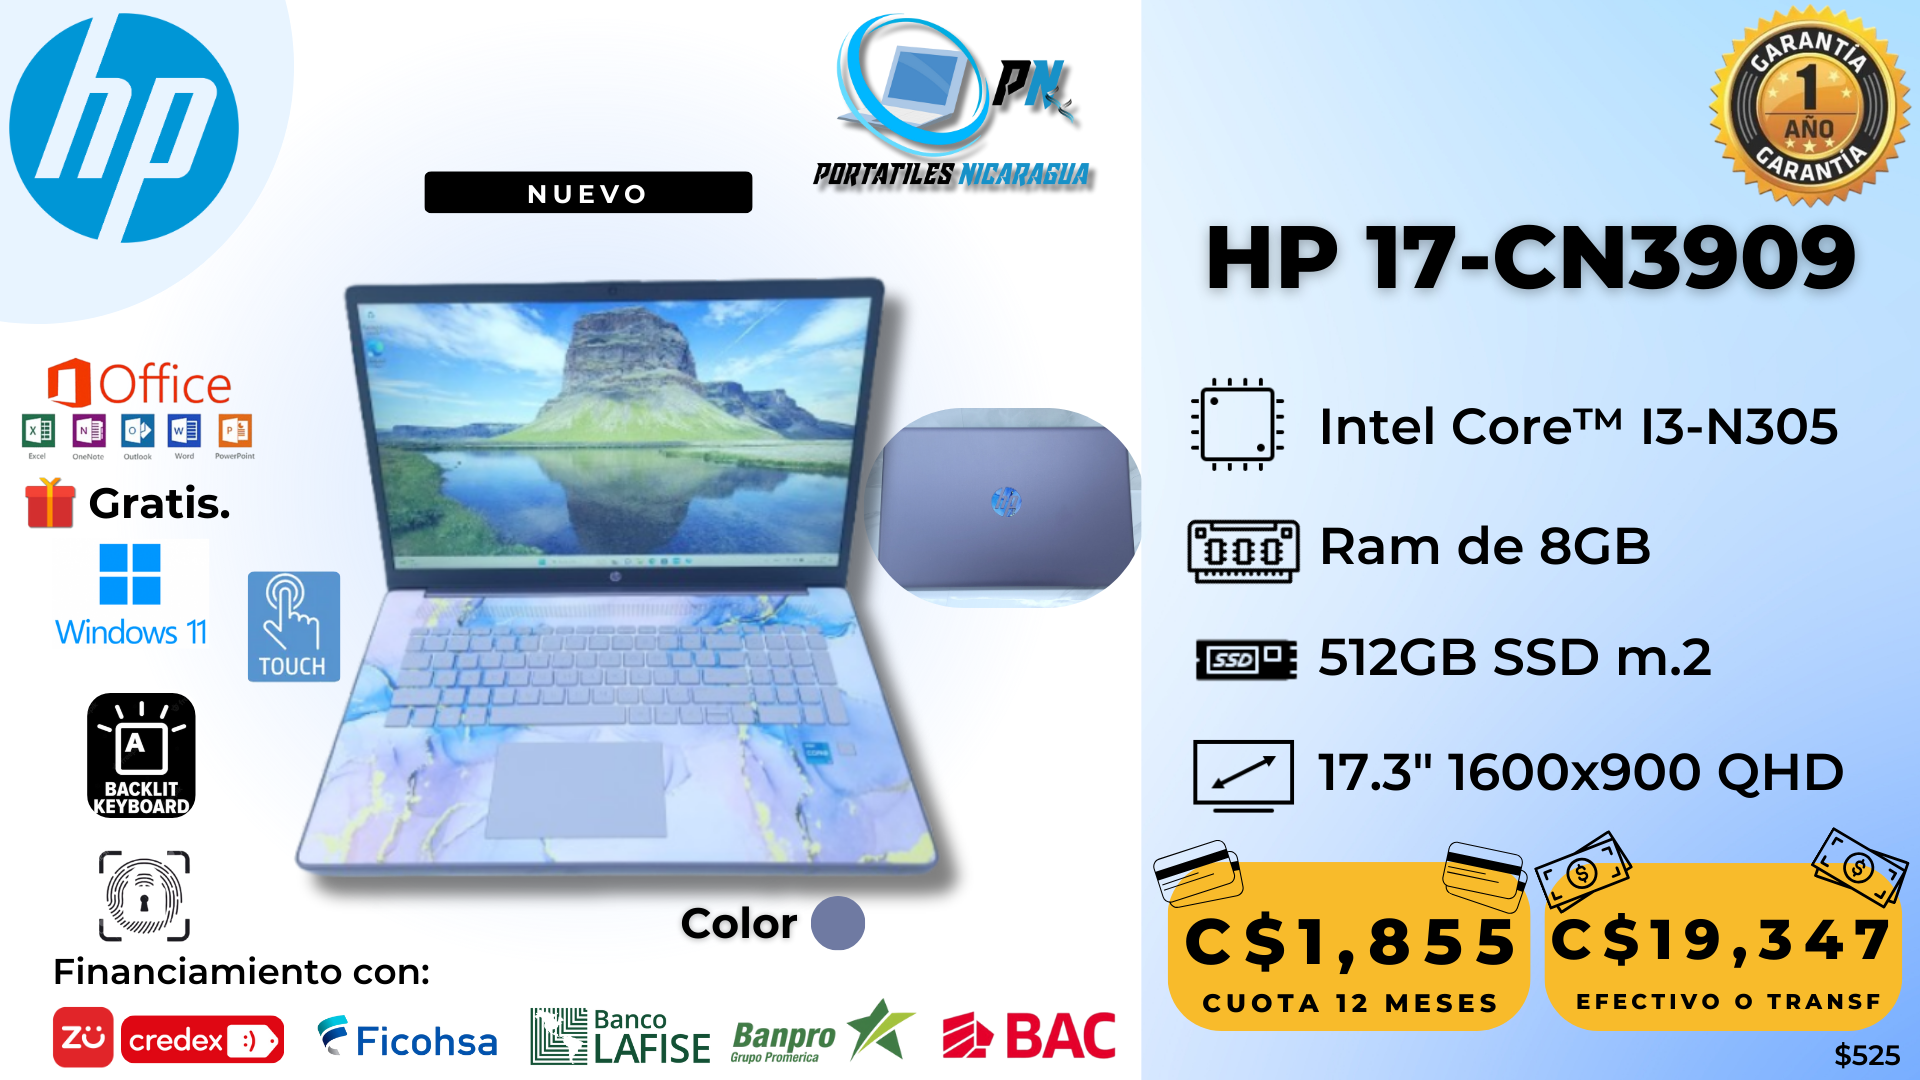 hp
PN
PORTATILES NICARAGUA
NUEVO
GARANTÍA
1
AÑO
GARANTÍA
HP 17-CN3909
Office
Excel
OneNote
Outlook
Word
PowerPoint
Gratis.
Windows 11
TOUCH
A
BACKLIT
KEYBOARD
Intel Core™ I3-N305
Ram de 8GB
SSD
512GB SSD m.2
17.3" 1600x900 QHD
Color
C$1,855
CUOTA 12 MESES
C$19,347
EFECTIVO O TRANSF
$525
Financiamiento con:
zū
credex :)
Ficohsa
Banco
LAFISE
Banpro
Grupo Promerica
BAC